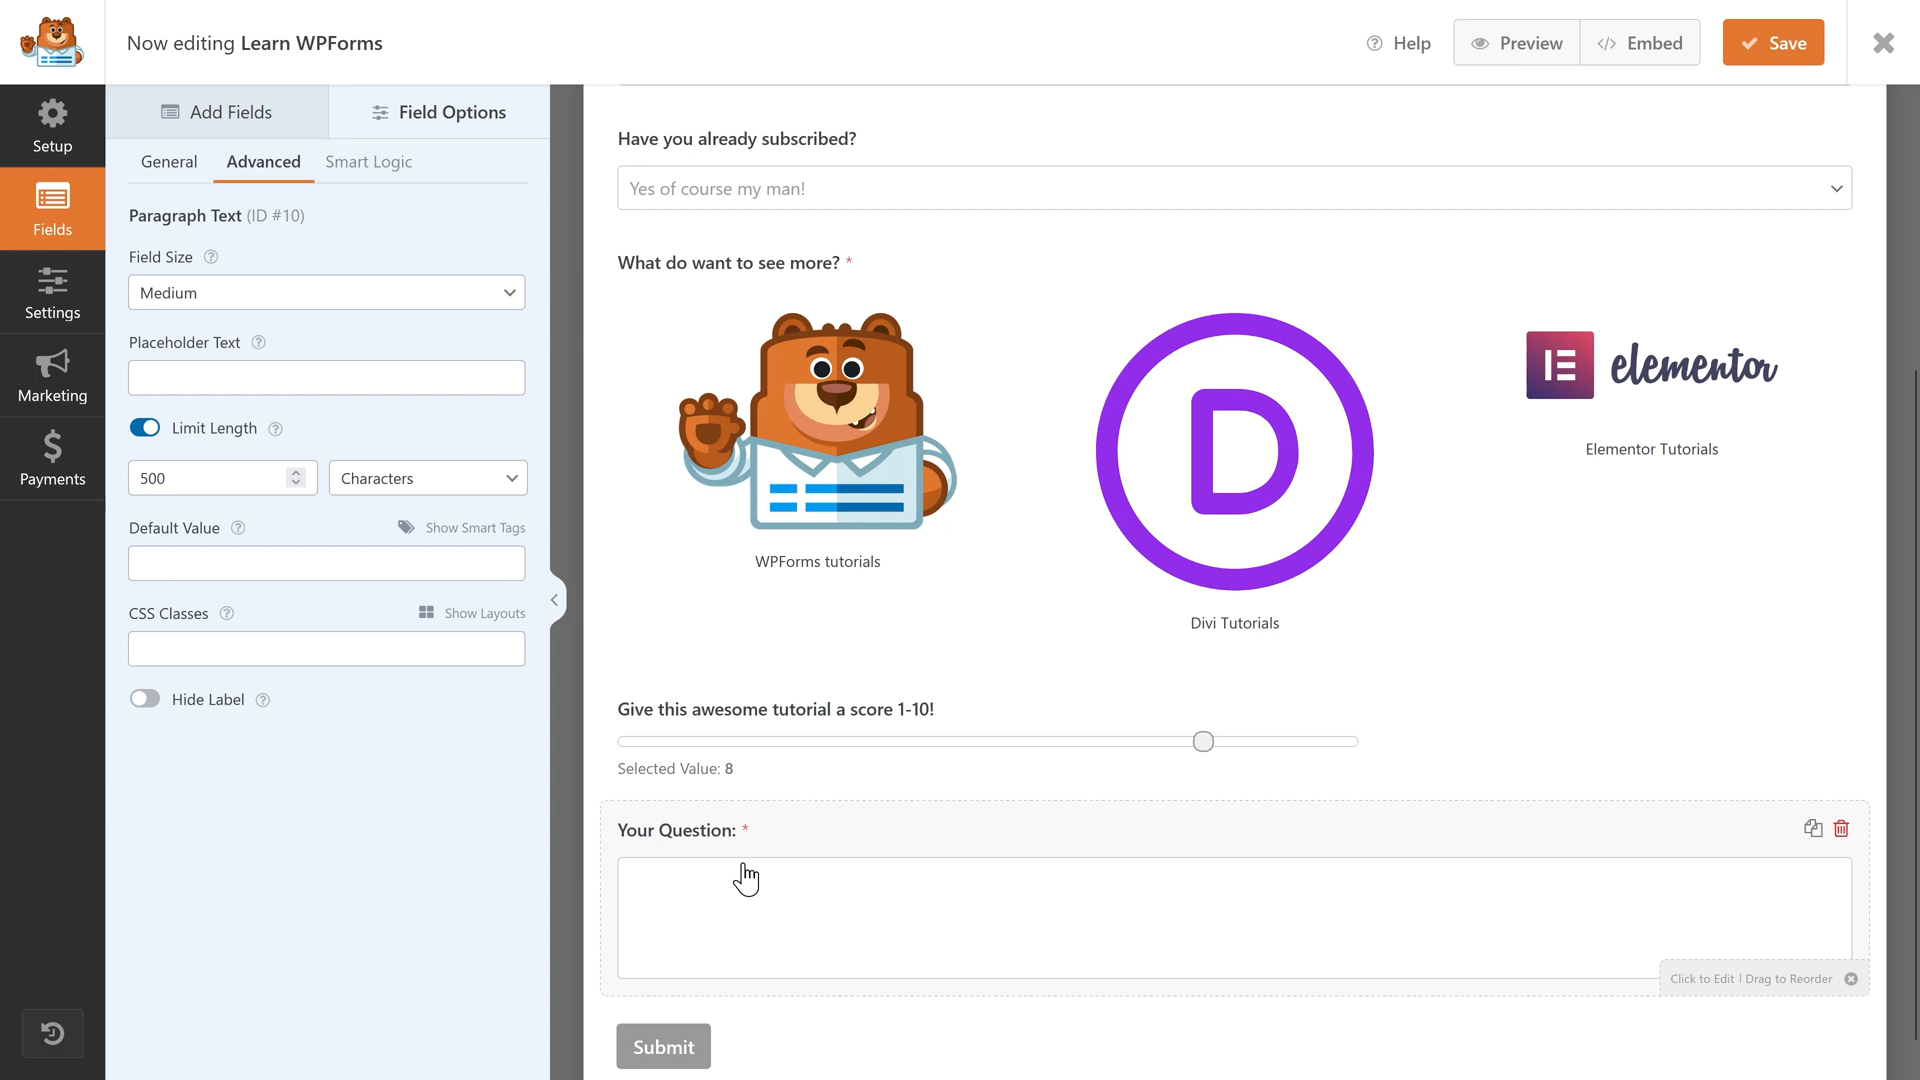 Now editing Learn WPForms
Help
Preview
Embed
Save
Setup
Fields
Settings
Marketing
Payments
Add Fields
Field Options
General
Advanced
Smart Logic
Paragraph Text (ID #10)
Field Size
Medium
Placeholder Text
Limit Length
500
Characters
Default Value
Show Smart Tags
CSS Classes
Show Layouts
Hide Label
Have you already subscribed?
Yes of course my man!
What do want to see more? *
WPForms tutorials
D
Divi Tutorials
elementor
Elementor Tutorials
Give this awesome tutorial a score 1-10!
Selected Value: 8
Your Question: *
Click to Edit | Drag to Reorder
Submit